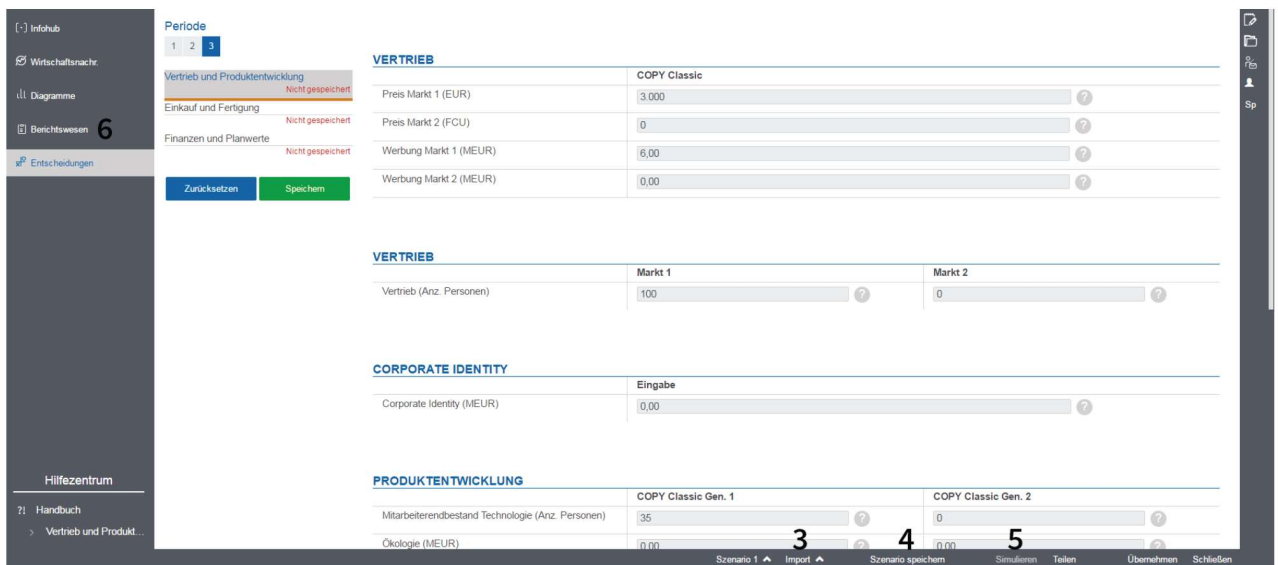 [·] Infohub
Wirtschaftsnachr.
Diagramme
Berichtswesen 6
Entscheidungen
Hilfezentrum
?! Handbuch
> Vertrieb und Produkt...
Periode
1 2 3
Vertrieb und Produktentwicklung
Nicht gespeichert
Einkauf und Fertigung
Nicht gespeichert
Finanzen und Planwerte
Nicht gespeichert
Zurücksetzen Speichern
VERTRIEB
COPY Classic
Preis Markt 1 (EUR) 3.000 ?
Preis Markt 2 (FCU) 0 ?
Werbung Markt 1 (MEUR) 6,00 ?
Werbung Markt 2 (MEUR) 0,00 ?
VERTRIEB
Markt 1 Markt 2
Vertrieb (Anz. Personen) 100 ? 0 ?
CORPORATE IDENTITY
Eingabe
Corporate Identity (MEUR) 0,00 ?
PRODUKTENTWICKLUNG
COPY Classic Gen. 1 COPY Classic Gen. 2
Mitarbeiterendbestand Technologie (Anz. Personen) 35 ? 0 ?
Ökologie (MEUR) 0,00 ? 0,00 ?
3 4 5
Szenario 1 Import Szenario speichern Simulieren Teilen Übernehmen Schließen
Sp